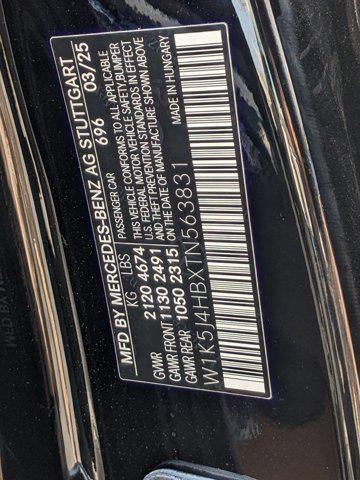 MFD BY MERCEDES-BENZ AG STUTTGART
696 03/25
KG LBS
GVWR 2120 4674
GAWR FRONT 1130 2491
GAWR REAR 1050 2315
PASSENGER CAR
THIS VEHICLE CONFORMS TO ALL APPLICABLE
U.S. FEDERAL MOTOR VEHICLE SAFETY,BUMPER
AND THEFT PREVENTION STANDARDS IN EFFECT
ON THE DATE OF MANUFACTURE SHOWN ABOVE
MADE IN HUNGARY
W1K5J4HBXTN563831